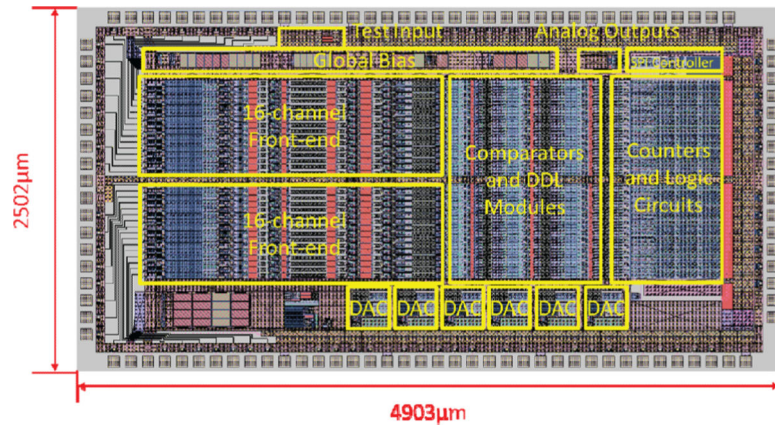 Test Input
Analog Outputs
Global Bias
SPI Controller
16-channel
Front-end
Comparators
and DDL
Modules
Counters
and Logic
Circuits
16-channel
Front-end
DAC DAC DAC DAC DAC DAC
2502μm
4903μm